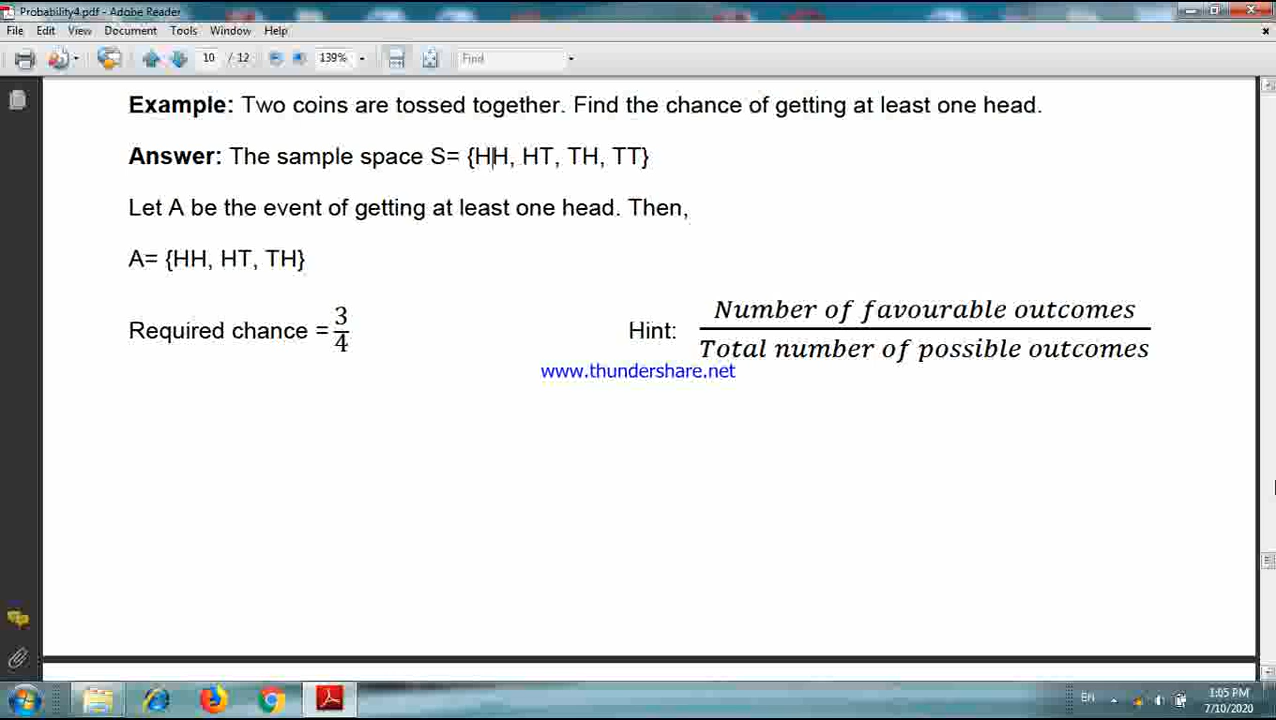 Probability4.pdf - Adobe Reader
File Edit View Document Tools Window Help
10 / 12 139% Find
Example: Two coins are tossed together. Find the chance of getting at least one head.
Answer: The sample space S= {HH, HT, TH, TT}
Let A be the event of getting at least one head. Then,
A= {HH, HT, TH}
Required chance = 3/4 Hint: Number of favourable outcomes / Total number of possible outcomes
www.thundershare.net
EN 1:05 PM
7/10/2020